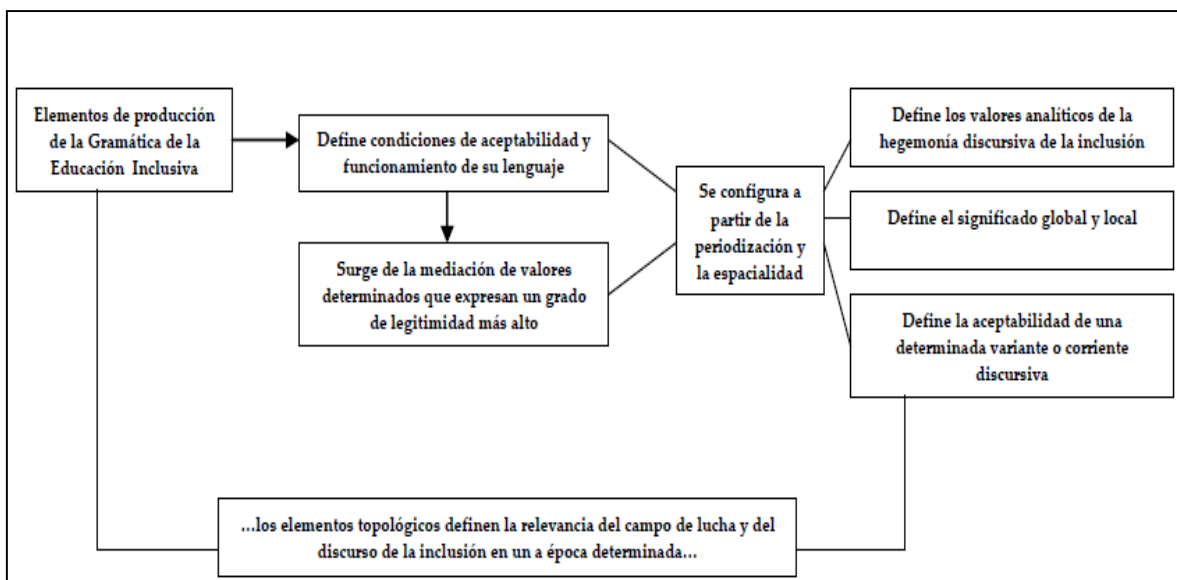 Elementos de producción
de la Gramática de la
Educación Inclusiva
Define condiciones de aceptabilidad y
funcionamiento de su lenguaje
Surge de la mediación de valores
determinados que expresan un grado
de legitimidad más alto
Se configura a
partir de la
periodización y
la espacialidad
Define los valores analíticos de la
hegemonía discursiva de la inclusión
Define el significado global y local
Define la aceptabilidad de una
determinada variante o corriente
discursiva
...los elementos topológicos definen la relevancia del campo de lucha y del
discurso de la inclusión en un a época determinada...